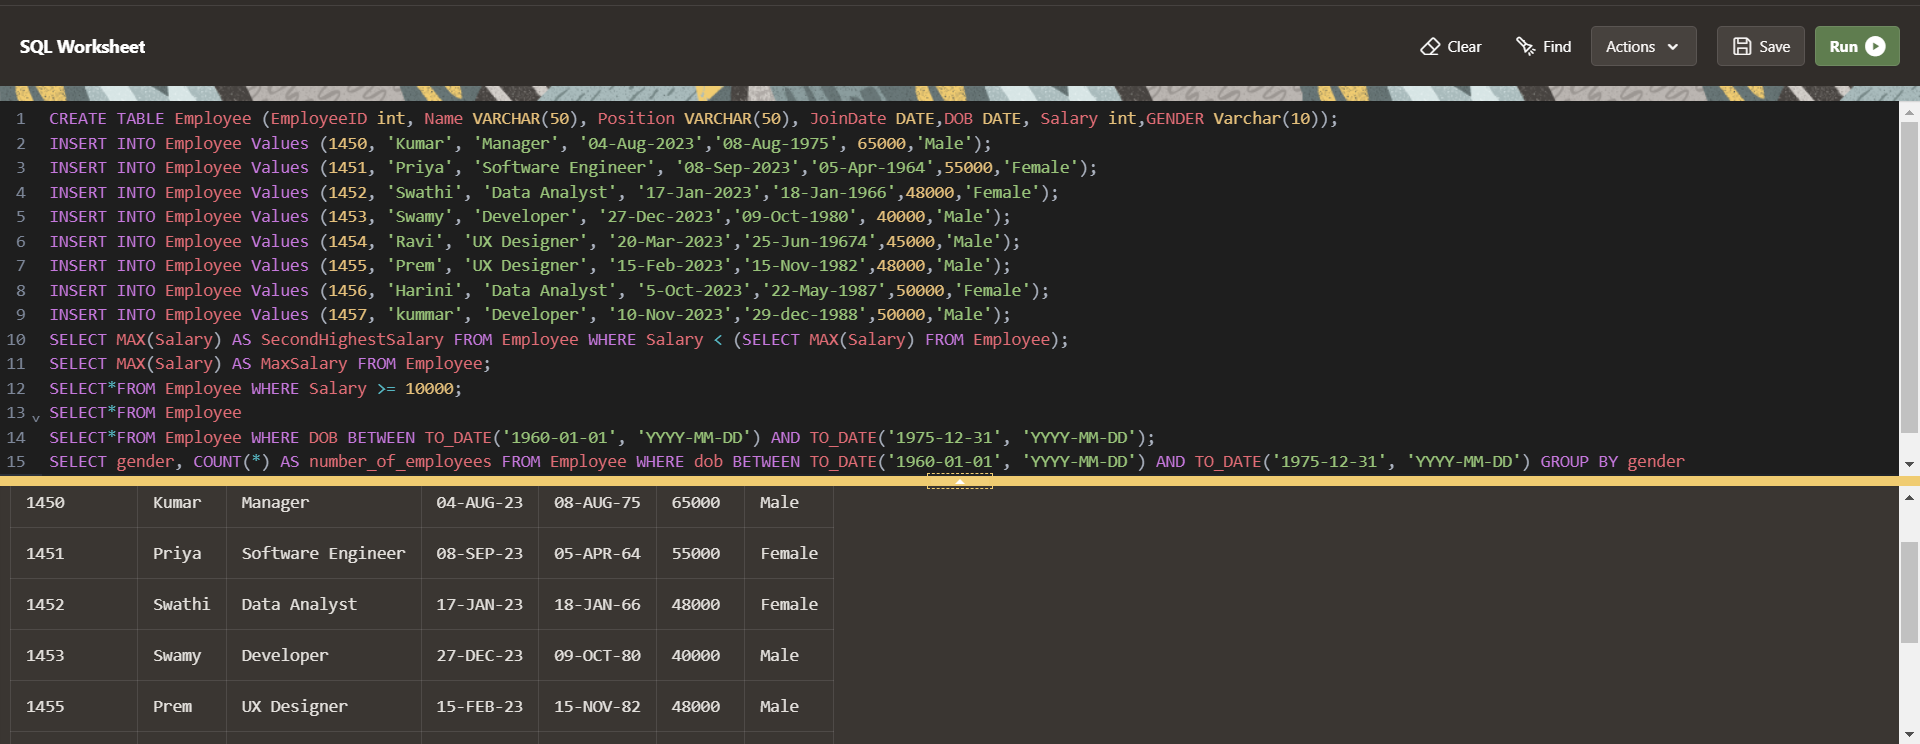 SQL Worksheet
Clear Find Actions Save Run
1 CREATE TABLE Employee (EmployeeID int, Name VARCHAR(50), Position VARCHAR(50), JoinDate DATE,DOB DATE, Salary int,GENDER Varchar(10));
2 INSERT INTO Employee Values (1450, 'Kumar', 'Manager', '04-Aug-2023','08-Aug-1975', 65000,'Male');
3 INSERT INTO Employee Values (1451, 'Priya', 'Software Engineer', '08-Sep-2023','05-Apr-1964',55000,'Female');
4 INSERT INTO Employee Values (1452, 'Swathi', 'Data Analyst', '17-Jan-2023','18-Jan-1966',48000,'Female');
5 INSERT INTO Employee Values (1453, 'Swamy', 'Developer', '27-Dec-2023','09-Oct-1980', 40000,'Male');
6 INSERT INTO Employee Values (1454, 'Ravi', 'UX Designer', '20-Mar-2023','25-Jun-19674',45000,'Male');
7 INSERT INTO Employee Values (1455, 'Prem', 'UX Designer', '15-Feb-2023','15-Nov-1982',48000,'Male');
8 INSERT INTO Employee Values (1456, 'Harini', 'Data Analyst', '5-Oct-2023','22-May-1987',50000,'Female');
9 INSERT INTO Employee Values (1457, 'kummar', 'Developer', '10-Nov-2023','29-dec-1988',50000,'Male');
10 SELECT MAX(Salary) AS SecondHighestSalary FROM Employee WHERE Salary < (SELECT MAX(Salary) FROM Employee);
11 SELECT MAX(Salary) AS MaxSalary FROM Employee;
12 SELECT*FROM Employee WHERE Salary >= 10000;
13 SELECT*FROM Employee
14 SELECT*FROM Employee WHERE DOB BETWEEN TO_DATE('1960-01-01', 'YYYY-MM-DD') AND TO_DATE('1975-12-31', 'YYYY-MM-DD');
15 SELECT gender, COUNT(*) AS number_of_employees FROM Employee WHERE dob BETWEEN TO_DATE('1960-01-01', 'YYYY-MM-DD') AND TO_DATE('1975-12-31', 'YYYY-MM-DD') GROUP BY gender
1450 Kumar Manager 04-AUG-23 08-AUG-75 65000 Male
1451 Priya Software Engineer 08-SEP-23 05-APR-64 55000 Female
1452 Swathi Data Analyst 17-JAN-23 18-JAN-66 48000 Female
1453 Swamy Developer 27-DEC-23 09-OCT-80 40000 Male
1455 Prem UX Designer 15-FEB-23 15-NOV-82 48000 Male